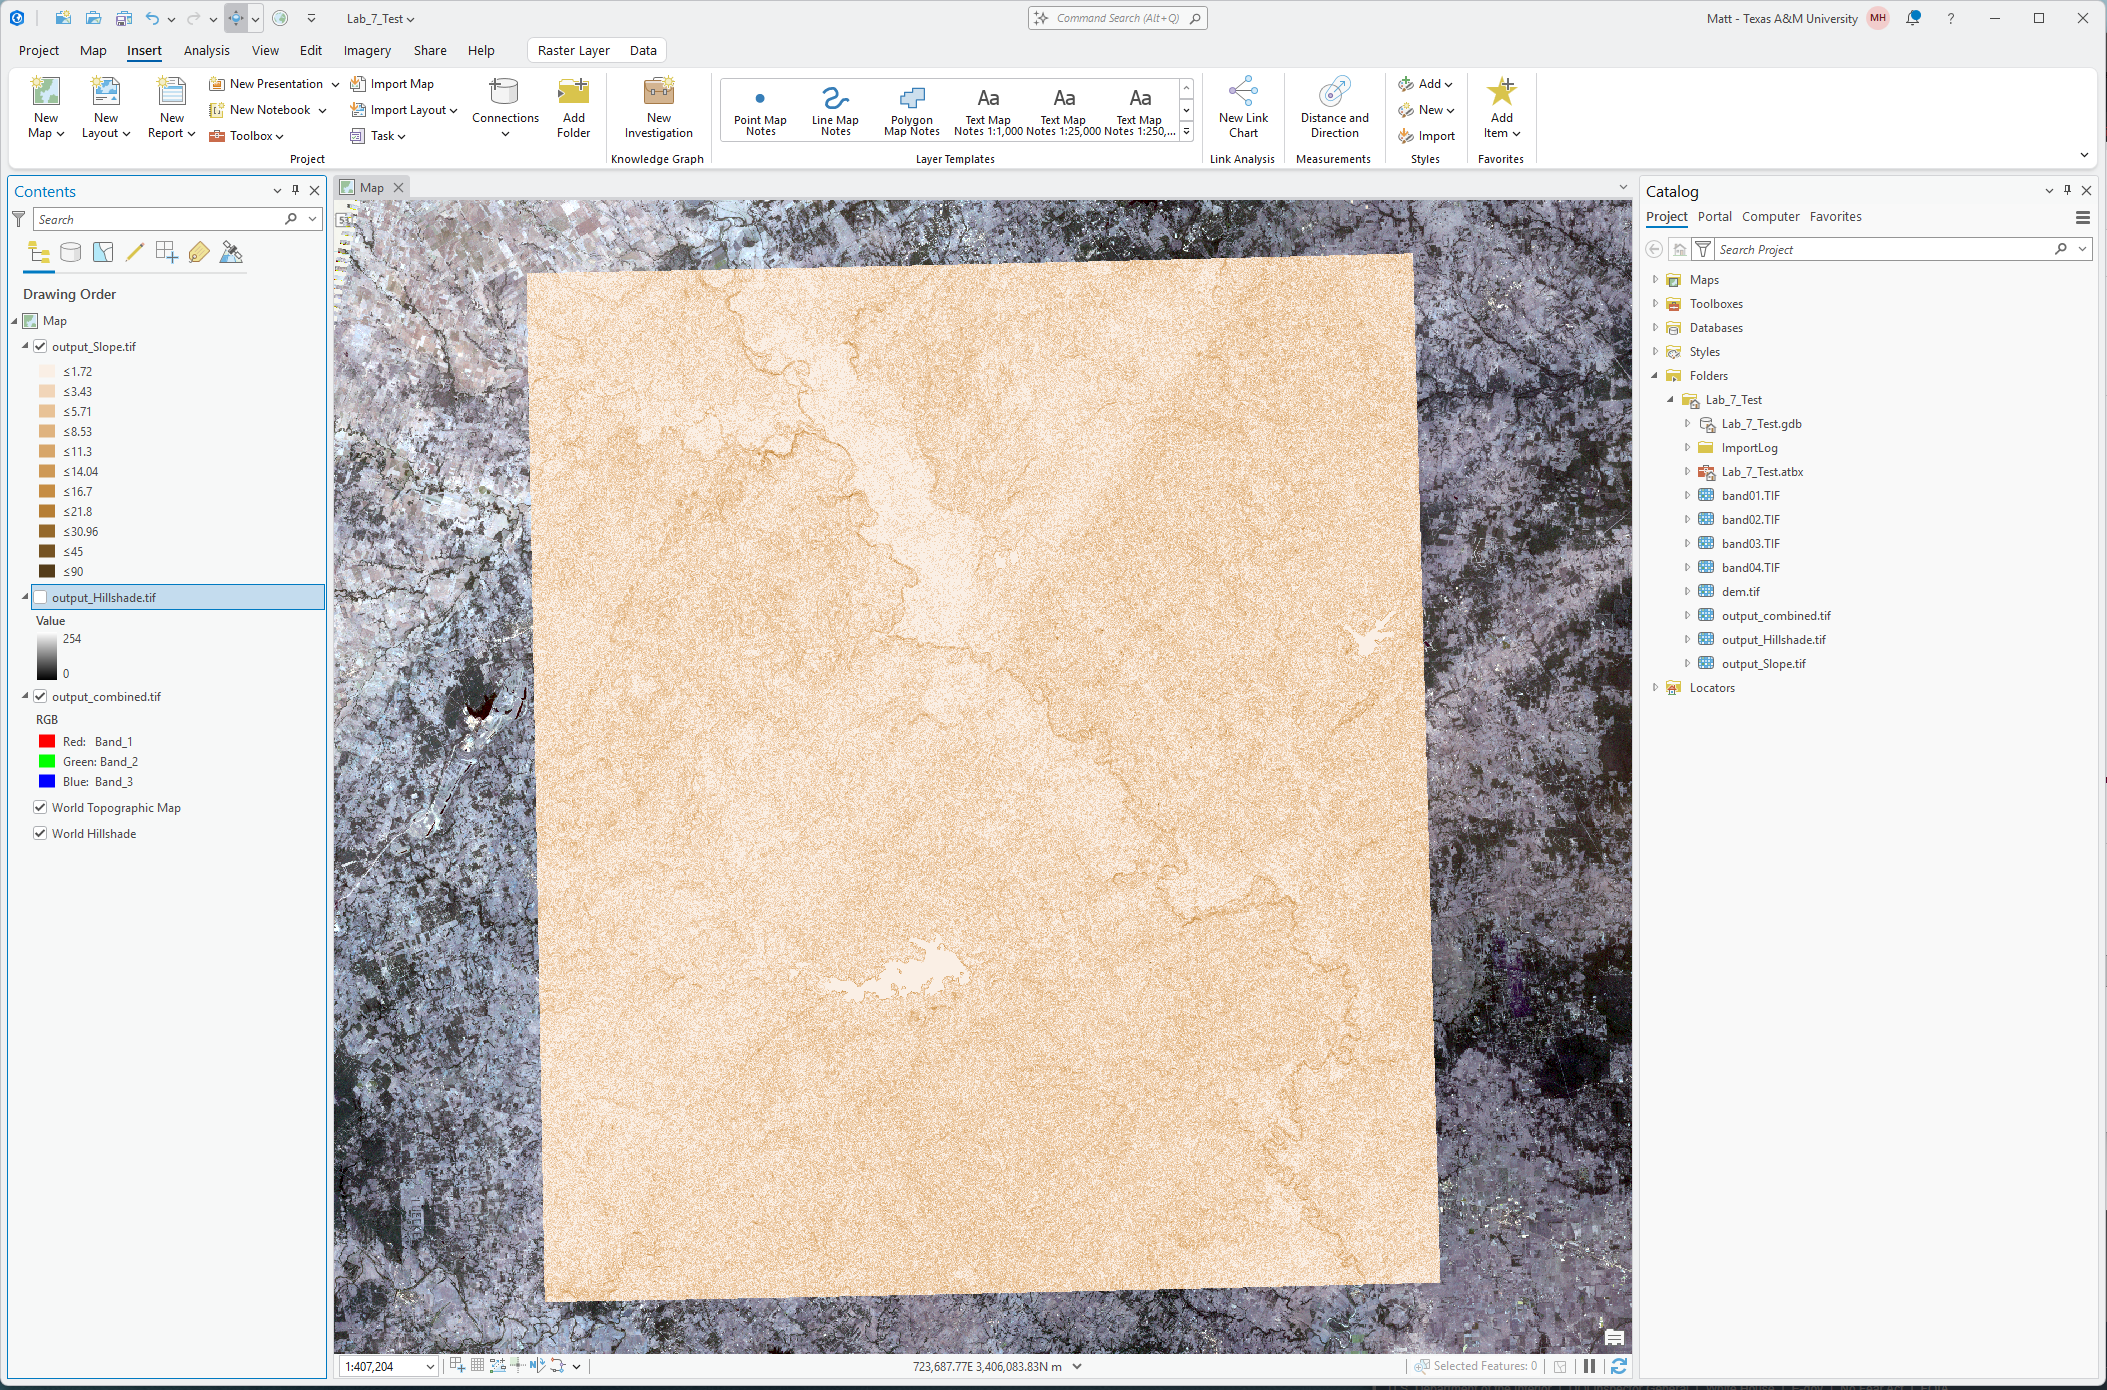 Lab_7_Test
Command Search (Alt+Q)
Matt - Texas A&M University
MH
?
Project
Map
Insert
Analysis
View
Edit
Imagery
Share
Help
Raster Layer
Data
New Map
New Layout
New Report
New Presentation
New Notebook
Toolbox
Import Map
Import Layout
Task
Connections
Add Folder
Project
New Investigation
Knowledge Graph
Point Map Notes
Line Map Notes
Polygon Map Notes
Aa
Text Map Notes 1:1,000
Aa
Text Map Notes 1:25,000
Aa
Text Map Notes 1:250,...
Layer Templates
New Link Chart
Link Analysis
Distance and Direction
Measurements
Add
New
Import
Styles
Add Item
Favorites
Contents
Search
Drawing Order
Map
output_Slope.tif
≤1.72
≤3.43
≤5.71
≤8.53
≤11.3
≤14.04
≤16.7
≤21.8
≤30.96
≤45
≤90
output_Hillshade.tif
Value
254
0
output_combined.tif
RGB
Red: Band_1
Green: Band_2
Blue: Band_3
World Topographic Map
World Hillshade
Map
53
1:407,204
723,687.77E 3,406,083.83N m
Selected Features: 0
Catalog
Project
Portal
Computer
Favorites
Search Project
Maps
Toolboxes
Databases
Styles
Folders
Lab_7_Test
Lab_7_Test.gdb
ImportLog
Lab_7_Test.atbx
band01.TIF
band02.TIF
band03.TIF
band04.TIF
dem.tif
output_combined.tif
output_Hillshade.tif
output_Slope.tif
Locators